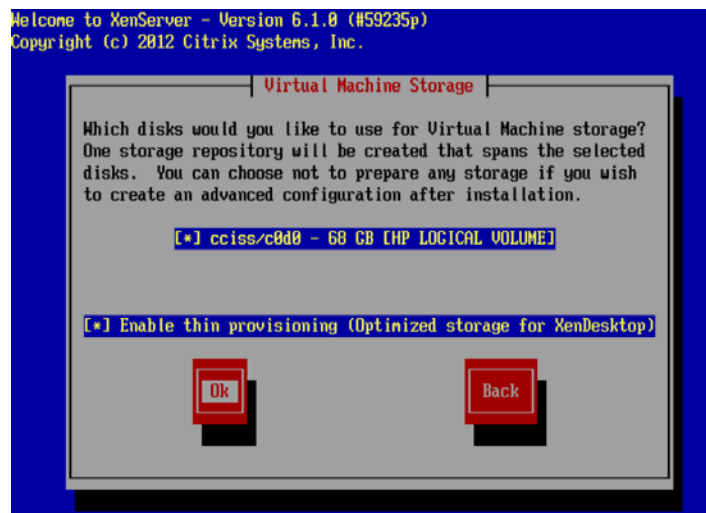 Welcome to XenServer - Version 6.1.0 (#59235p)
Copyright (c) 2012 Citrix Systems, Inc.
Virtual Machine Storage
Which disks would you like to use for Virtual Machine storage?
One storage repository will be created that spans the selected
disks.  You can choose not to prepare any storage if you wish
to create an advanced configuration after installation.
[*] cciss/c0d0 - 68 GB [HP LOGICAL VOLUME]
[*] Enable thin provisioning (Optimized storage for XenDesktop)
Ok Back